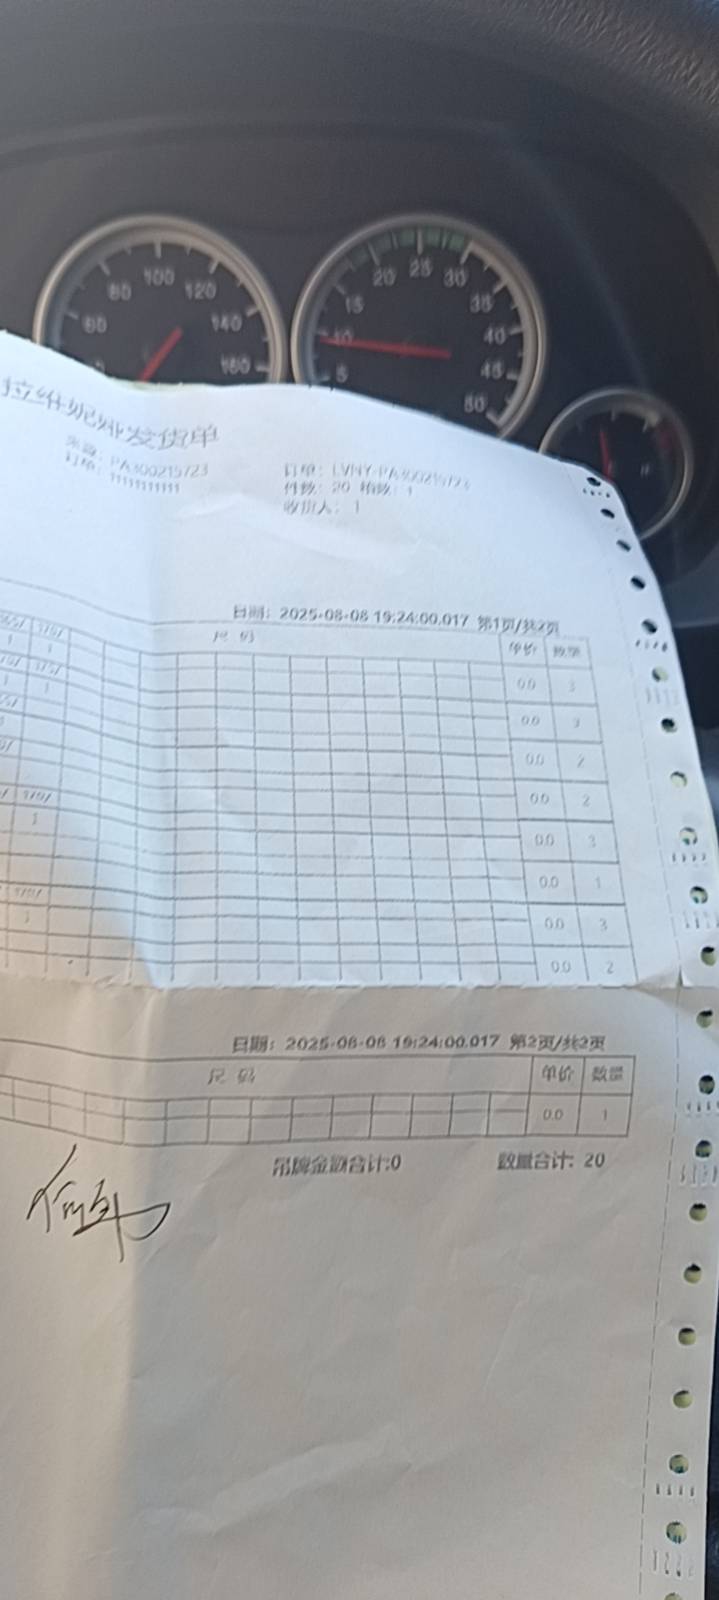 80 100 120 140 160
5 10 15 20 25 30 35 40 45 50
拉维妮娅发货单
PA300215723
订单: 11111111111
订单: LVNY-PA300215723
件数: 20 箱数: 1
收货人: 1
日期: 2025-08-08 19:24:00.017 第1页/共2页
尺 码 单价 数量
0.0 3
0.0 3
0.0 2
0.0 2
0.0 3
0.0 1
0.0 3
0.0 2
日期: 2025-08-08 19:24:00.017 第2页/共2页
尺 码 单价 数量
0.0 1
吊牌金额合计:0 数量合计: 20